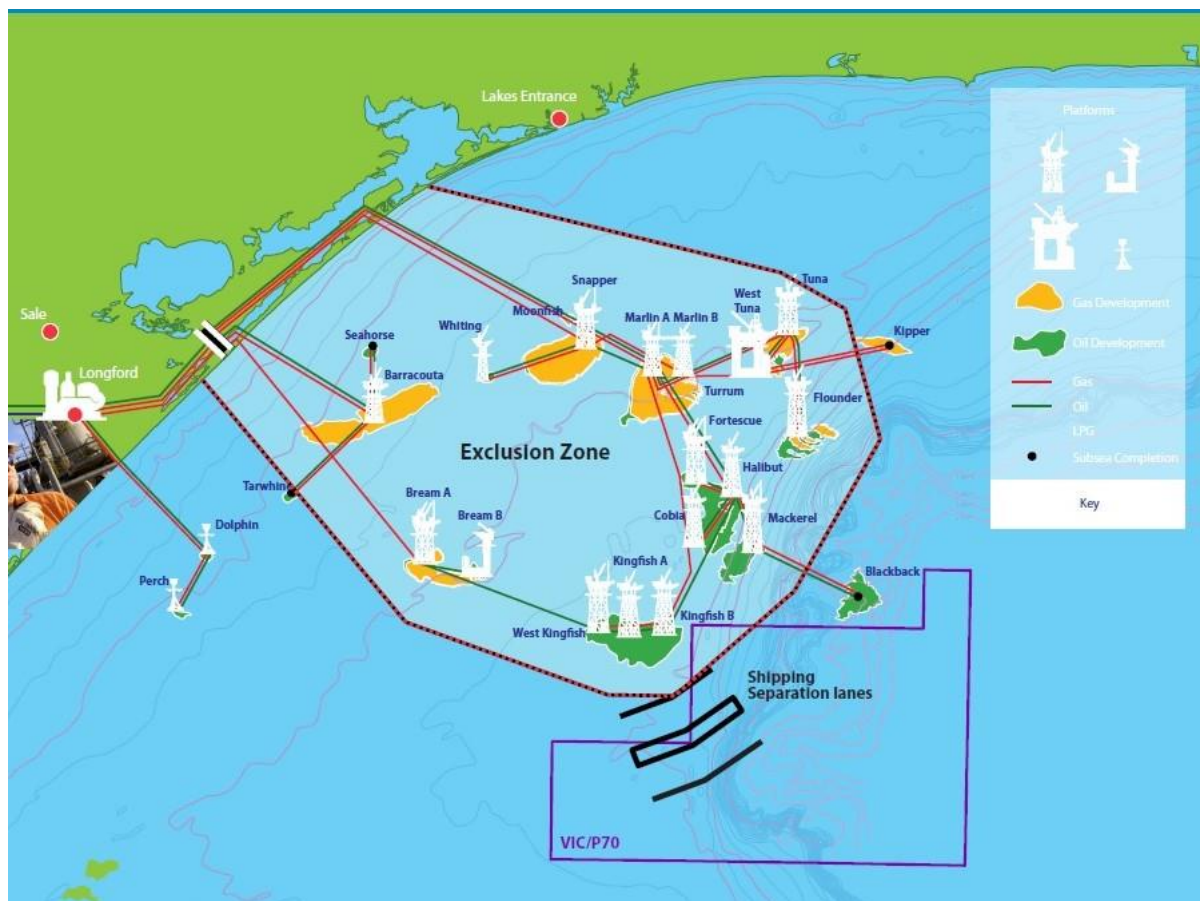 Lakes Entrance
Platforms
Sale
Longford
Snapper
Moonfish
Whiting
Seahorse
Barracouta
Marlin A
Marlin B
West
Tuna
Tuna
Kipper
Turrum
Flounder
Fortescue
Halibut
Exclusion Zone
Tarwhine
Bream A
Bream B
Cobia
Mackerel
Dolphin
Perch
Kingfish A
Kingfish B
West Kingfish
Blackback
Shipping
Separation lanes
VIC/P70
Gas Development
Oil Development
Gas
Oil
LPG
Subsea Completion
Key